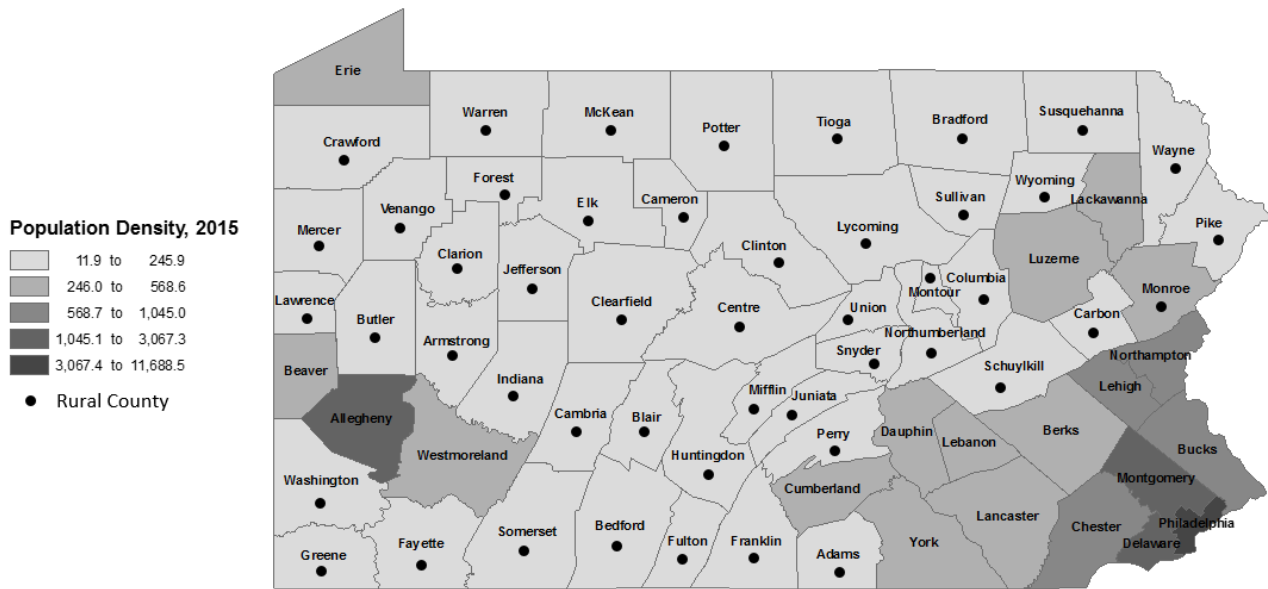 Erie
Warren
McKean
Potter
Tioga
Bradford
Susquehanna
Crawford
Wayne
Forest
Wyoming
Venango
Elk
Cameron
Sullivan
Lackawanna
Population Density, 2015
Mercer
Lycoming
Pike
11.9 to 245.9
Clarion
Jefferson
Clinton
Luzerne
246.0 to 568.6
Columbia
568.7 to 1,045.0
Lawrence
Clearfield
Centre
Montour
Monroe
Butler
Union
Carbon
1,045.1 to 3,067.3
Armstrong
Northumberland
3,067.4 to 11,688.5
Snyder
Northampton
Beaver
Schuylkill
Rural County
Indiana
Mifflin
Juniata
Lehigh
Allegheny
Cambria
Blair
Perry
Dauphin
Lebanon
Berks
Westmoreland
Huntingdon
Bucks
Washington
Cumberland
Montgomery
Somerset
Bedford
Lancaster
Chester
Philadelphia
Greene
Fayette
Fulton
Franklin
Adams
York
Delaware